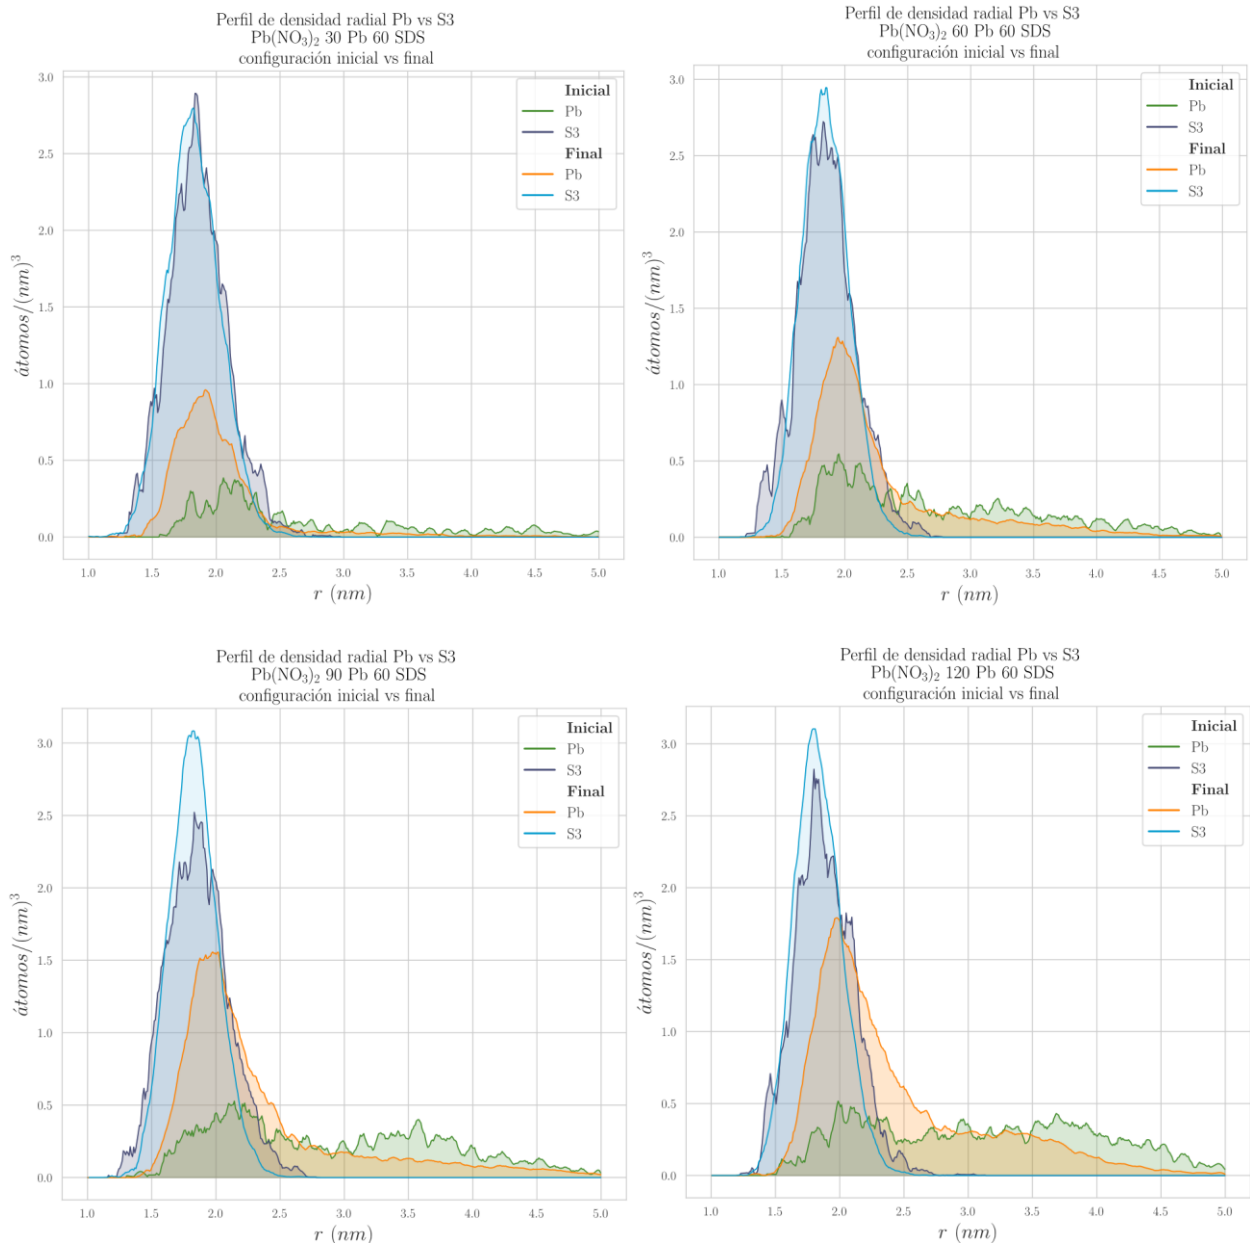 Perfil de densidad radial Pb vs S3
Pb(NO₃)₂ 30 Pb 60 SDS
configuración inicial vs final
3.0
2.5
2.0
1.5
1.0
0.5
0.0
átomos/(nm)³
Inicial
Pb
S3
Final
Pb
S3
1.0 1.5 2.0 2.5 3.0 3.5 4.0 4.5 5.0
r (nm)
Perfil de densidad radial Pb vs S3
Pb(NO₃)₂ 60 Pb 60 SDS
configuración inicial vs final
3.0
2.5
2.0
1.5
1.0
0.5
0.0
átomos/(nm)³
Inicial
Pb
S3
Final
Pb
S3
1.0 1.5 2.0 2.5 3.0 3.5 4.0 4.5 5.0
r (nm)
Perfil de densidad radial Pb vs S3
Pb(NO₃)₂ 90 Pb 60 SDS
configuración inicial vs final
3.0
2.5
2.0
1.5
1.0
0.5
0.0
átomos/(nm)³
Inicial
Pb
S3
Final
Pb
S3
1.0 1.5 2.0 2.5 3.0 3.5 4.0 4.5 5.0
r (nm)
Perfil de densidad radial Pb vs S3
Pb(NO₃)₂ 120 Pb 60 SDS
configuración inicial vs final
3.0
2.5
2.0
1.5
1.0
0.5
0.0
átomos/(nm)³
Inicial
Pb
S3
Final
Pb
S3
1.0 1.5 2.0 2.5 3.0 3.5 4.0 4.5 5.0
r (nm)